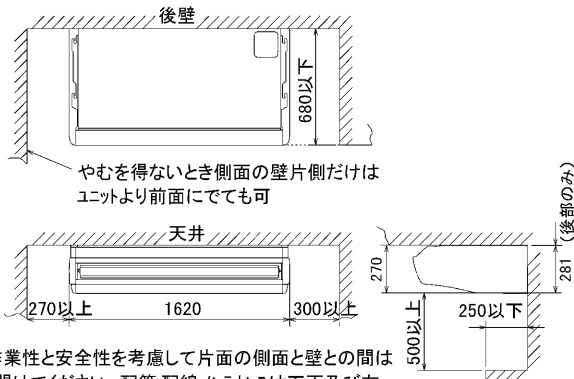 後壁
680以下
やむを得ないとき側面の壁片側だけは
ユニットより前面にでても可
天井
270以上
1620
300以上
270
500以上
250以下
281
(後部のみ)
業性と安全性を考慮して片面の側面と壁との間は